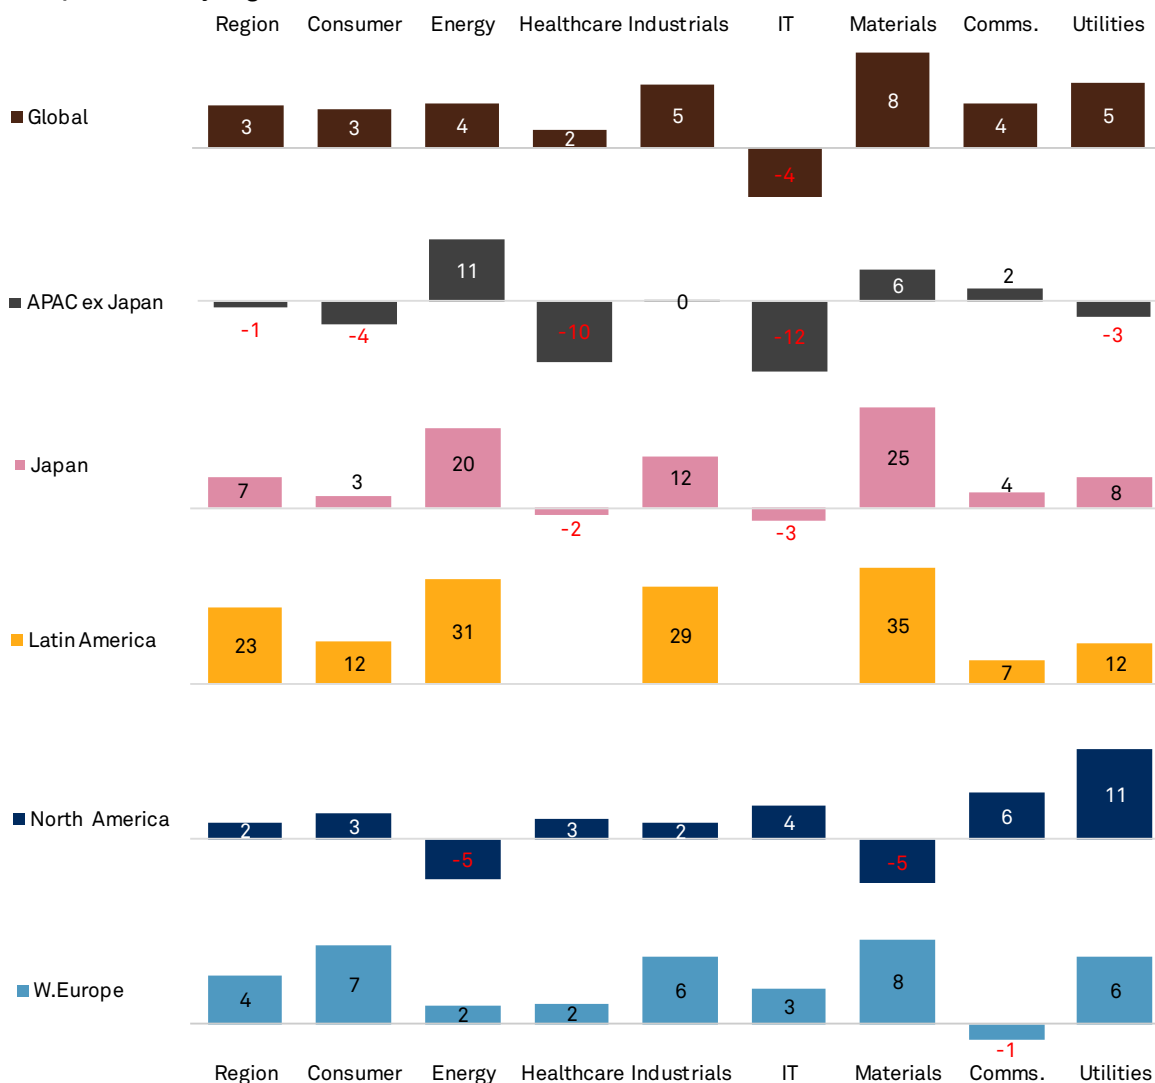 Region Consumer Energy Healthcare Industrials IT Materials Comms. Utilities
Global 3 3 4 2 5 -4 8 4 5
APAC ex Japan -1 -4 11 -10 0 -12 6 2 -3
Japan 7 3 20 -2 12 -3 25 4 8
Latin America 23 12 31 29 35 7 12
North America 2 3 -5 3 2 4 -5 6 11
W.Europe 4 7 2 2 6 3 8 -1 6
Region Consumer Energy Healthcare Industrials IT Materials Comms. Utilities